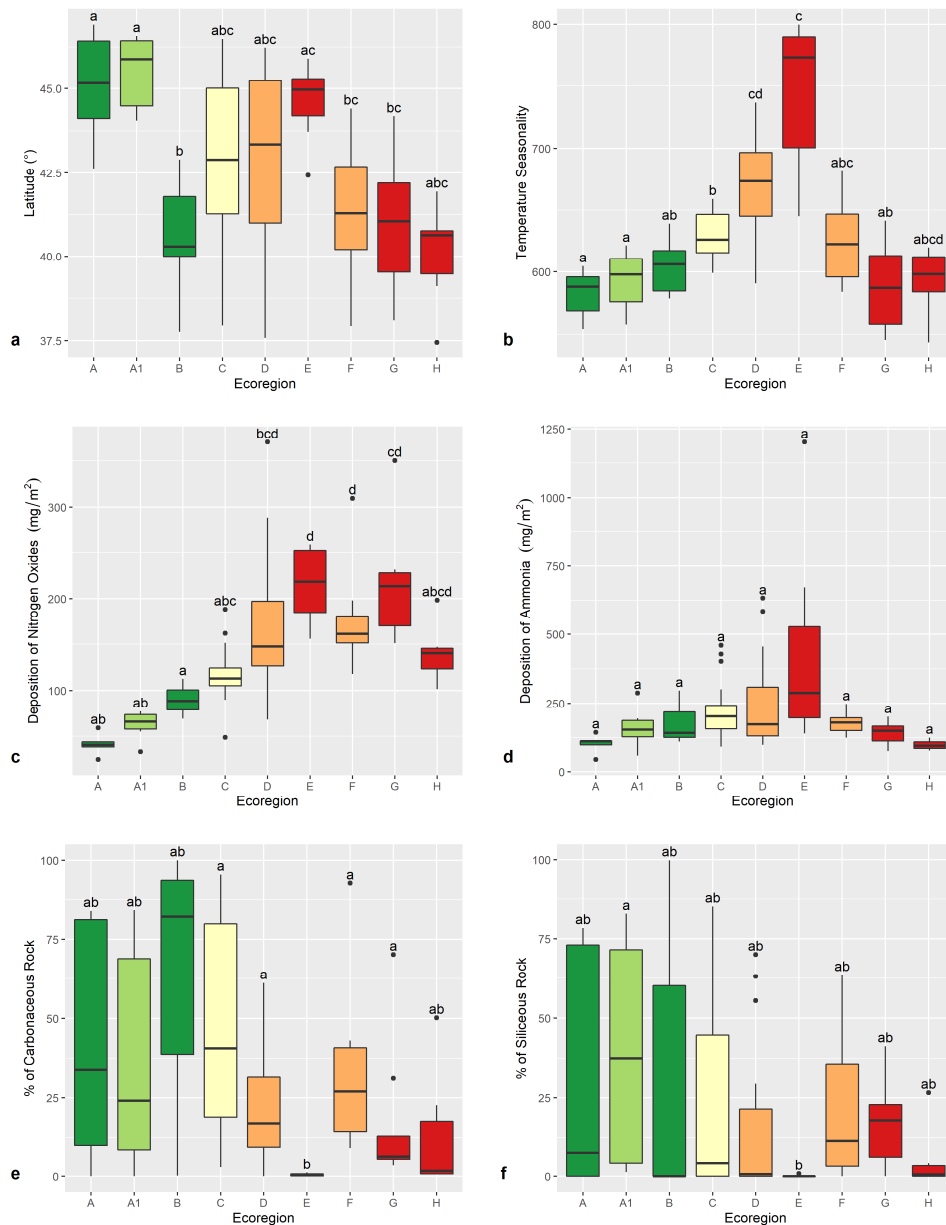 a a b abc abc ac bc bc abc
45.0
42.5
40.0
37.5
Latitude (°)
A A1 B C D E F G H
Ecoregion
a
a a ab b cd c abc ab abcd
800
700
600
Temperature Seasonality
A A1 B C D E F G H
Ecoregion
b
ab ab a abc bcd d d cd abcd
300
200
100
Deposition of Nitrogen Oxides (mg/m²)
A A1 B C D E F G H
Ecoregion
c
a a a a a a a a a
1250
1000
750
500
250
0
Deposition of Ammonia (mg/m²)
A A1 B C D E F G H
Ecoregion
d
ab ab ab a a b a a ab
100
75
50
25
0
% of Carbonaceous Rock
A A1 B C D E F G H
Ecoregion
e
ab a ab ab ab b ab ab ab
100
75
50
25
0
% of Siliceous Rock
A A1 B C D E F G H
Ecoregion
f